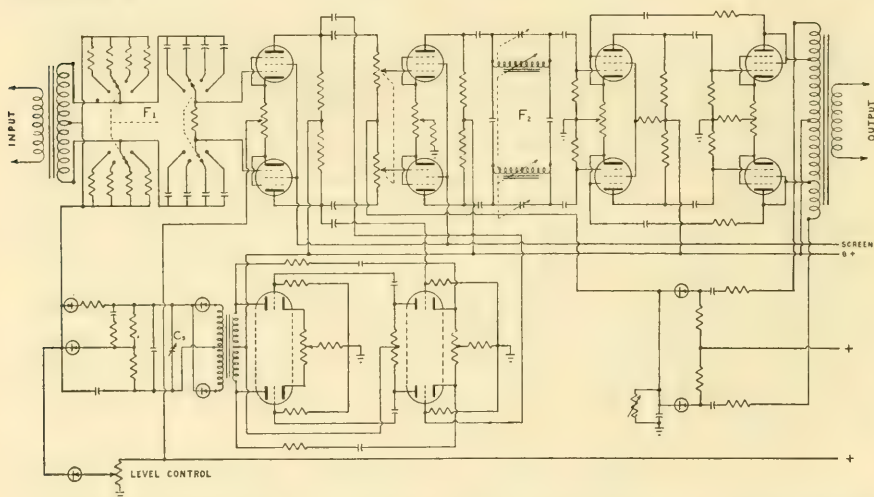 INPUT
F1
F2
OUTPUT
SCREEN
B +
C3
+
LEVEL CONTROL
+